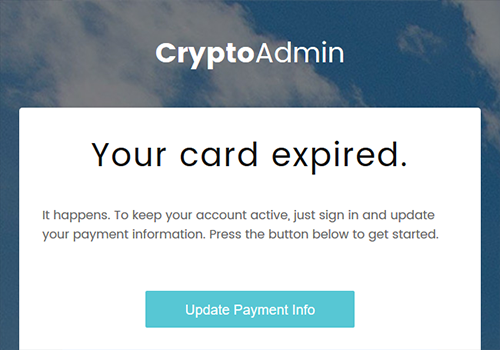 CryptoAdmin
Your card expired.
It happens. To keep your account active, just sign in and update
your payment information. Press the button below to get started.
Update Payment Info